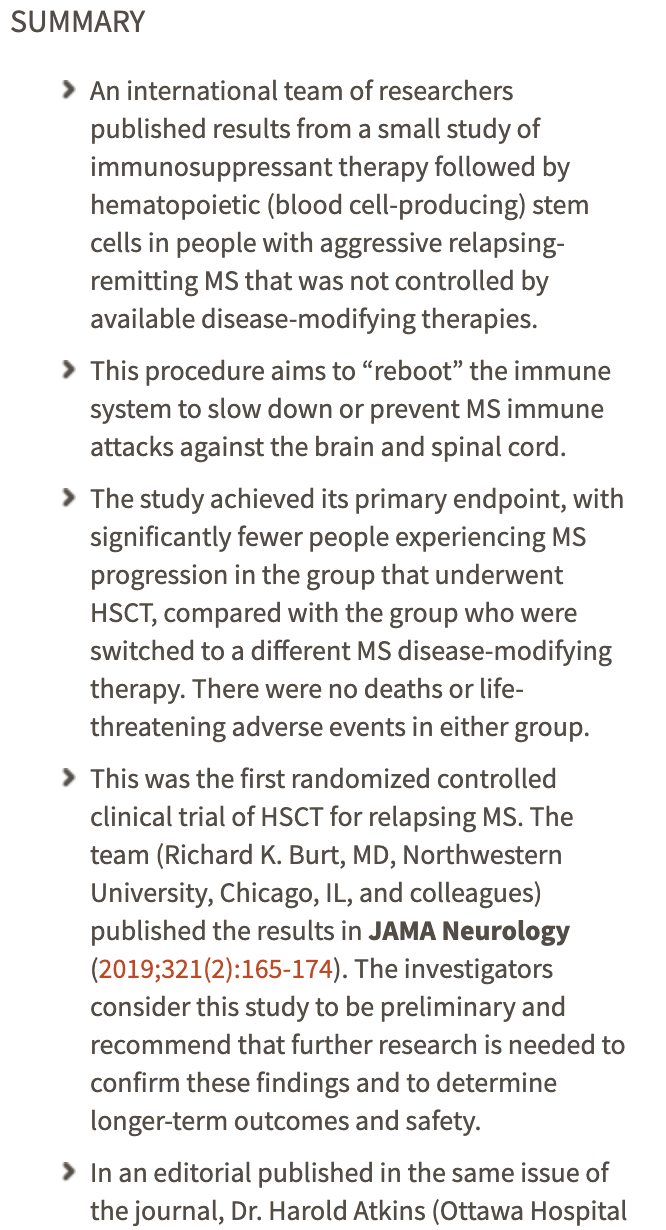 SUMMARY
An international team of researchers
published results from a small study of
immunosuppressant therapy followed by
hematopoietic (blood cell-producing) stem
cells in people with aggressive relapsing-
remitting MS that was not controlled by
available disease-modifying therapies.
This procedure aims to “reboot” the immune
system to slow down or prevent MS immune
attacks against the brain and spinal cord.
The study achieved its primary endpoint, with
significantly fewer people experiencing MS
progression in the group that underwent
HSCT, compared with the group who were
switched to a different MS disease-modifying
therapy. There were no deaths or life-
threatening adverse events in either group.
This was the first randomized controlled
clinical trial of HSCT for relapsing MS. The
team (Richard K. Burt, MD, Northwestern
University, Chicago, IL, and colleagues)
published the results in JAMA Neurology
(2019;321(2):165-174). The investigators
consider this study to be preliminary and
recommend that further research is needed to
confirm these findings and to determine
longer-term outcomes and safety.
In an editorial published in the same issue of
the journal, Dr. Harold Atkins (Ottawa Hospital